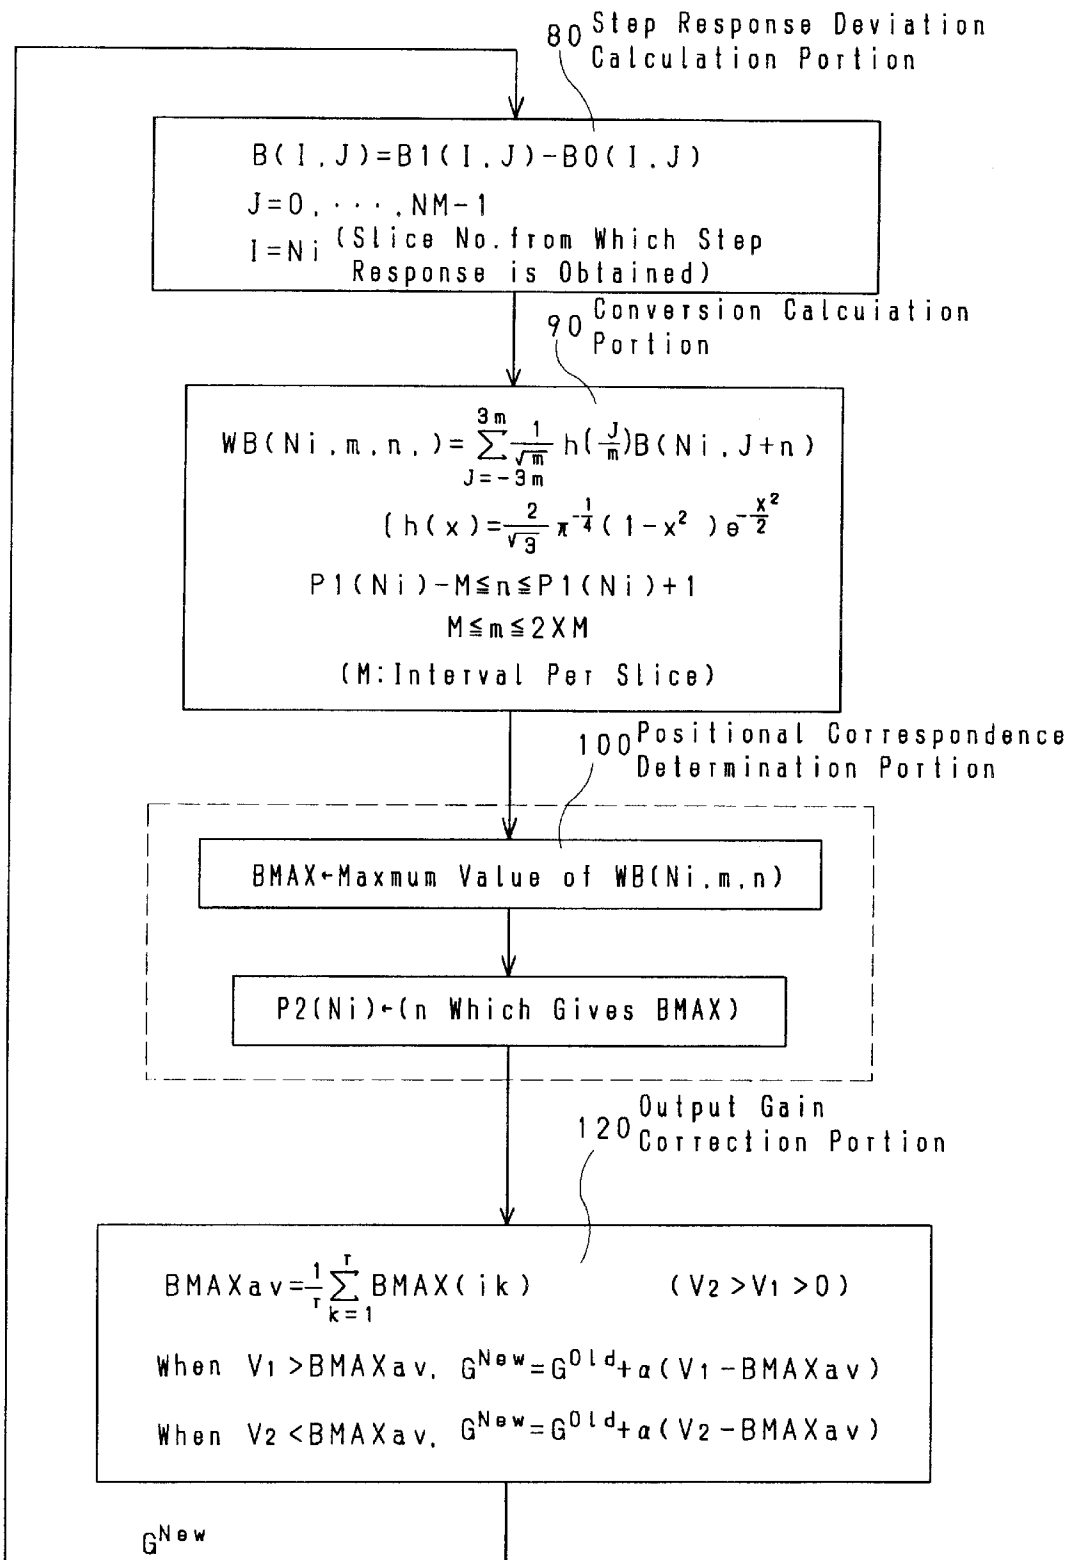 80 Step Response Deviation
Calculation Portion
B(I,J)=B1(I,J)-B0(I,J)
J=0,···,NM-1
I=Ni (Slice No.from Which Step
Response is Obtained)
90 Conversion Calcuiation
Portion
WB(Ni,m,n,)=∑_{J=-3m}^{3m} 1/√m h(J/m)B(Ni,J+n)
(h(x)=2/√3 π^{-1/4}(1-x²)e^{-x²/2}
P1(Ni)-M≦n≦P1(Ni)+1
M≦m≦2XM
(M:Interval Per Slice)
100 Positional Correspondence
Determination Portion
BMAX←Maxmum Value of WB(Ni,m,n)
P2(Ni)←(n Which Gives BMAX)
120 Output Gain
Correction Portion
BMAXav=1/r ∑_{k=1}^{r} BMAX(ik) (V2>V1>0)
When V1>BMAXav, G^New=G^Old+α(V1-BMAXav)
When V2<BMAXav, G^New=G^Old+α(V2-BMAXav)
G^New